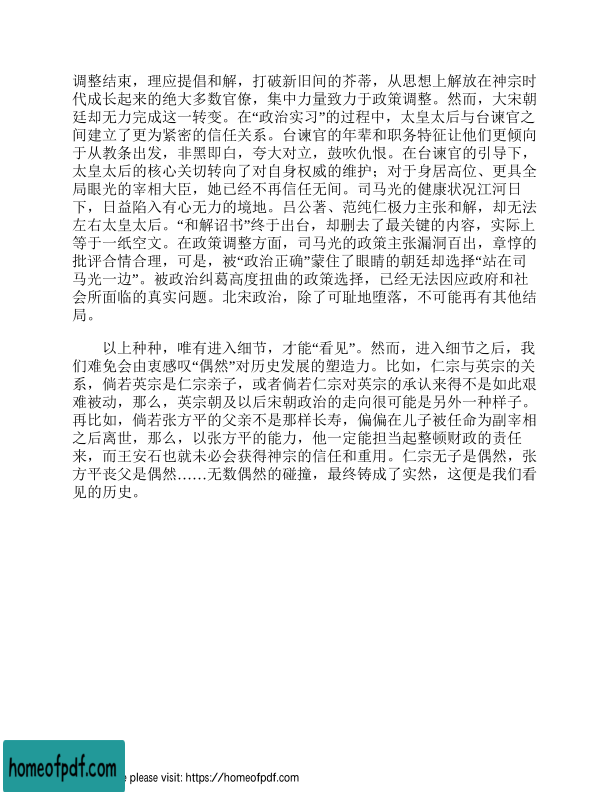 调整结束，理应提倡和解，打破新旧间的芥蒂，从思想上解放在神宗时
代成长起来的绝大多数官僚，集中力量致力于政策调整。然而，大宋朝
廷却无力完成这一转变。在“政治实习”的过程中，太皇太后与台谏官之
间建立了更为紧密的信任关系。台谏官的年辈和职务特征让他们更倾向
于从教条出发，非黑即白，夸大对立，鼓吹仇恨。在台谏官的引导下，
太皇太后的核心关切转向了对自身权威的维护；对于身居高位、更具全
局眼光的宰相大臣，她已经不再信任无间。司马光的健康状况江河日
下，日益陷入有心无力的境地。吕公著、范纯仁极力主张和解，却无法
左右太皇太后。“和解诏书”终于出台，却删去了最关键的内容，实际上
等于一纸空文。在政策调整方面，司马光的政策主张漏洞百出，章惇的
批评合情合理，可是，被“政治正确”蒙住了眼睛的朝廷却选择“站在司
马光一边”。被政治纠葛高度扭曲的政策选择，已经无法因应政府和社
会所面临的真实问题。北宋政治，除了可耻地堕落，不可能再有其他结
局。
以上种种，唯有进入细节，才能“看见”。然而，进入细节之后，我
们难免会由衷感叹“偶然”对历史发展的塑造力。比如，仁宗与英宗的关
系，倘若英宗是仁宗亲子，或者倘若仁宗对英宗的承认来得不是如此艰
难被动，那么，英宗朝及以后宋朝政治的走向很可能是另外一种样子。
再比如，倘若张方平的父亲不是那样长寿，偏偏在儿子被任命为副宰相
之后离世，那么，以张方平的能力，他一定能担当起整顿财政的责任
来，而王安石也就未必会获得神宗的信任和重用。仁宗无子是偶然，张
方平丧父是偶然……无数偶然的碰撞，最终铸成了实然，这便是我们看
见的历史。
homeofpdf.com
e please visit: https://homeofpdf.com